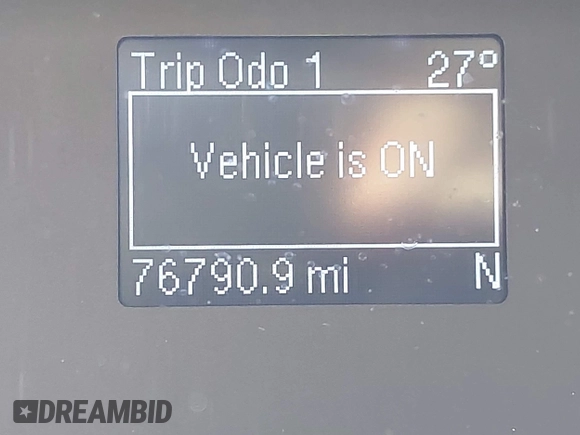 Trip Odo 1 27°
Vehicle is ON
76790.9 mi N
DREAMBID